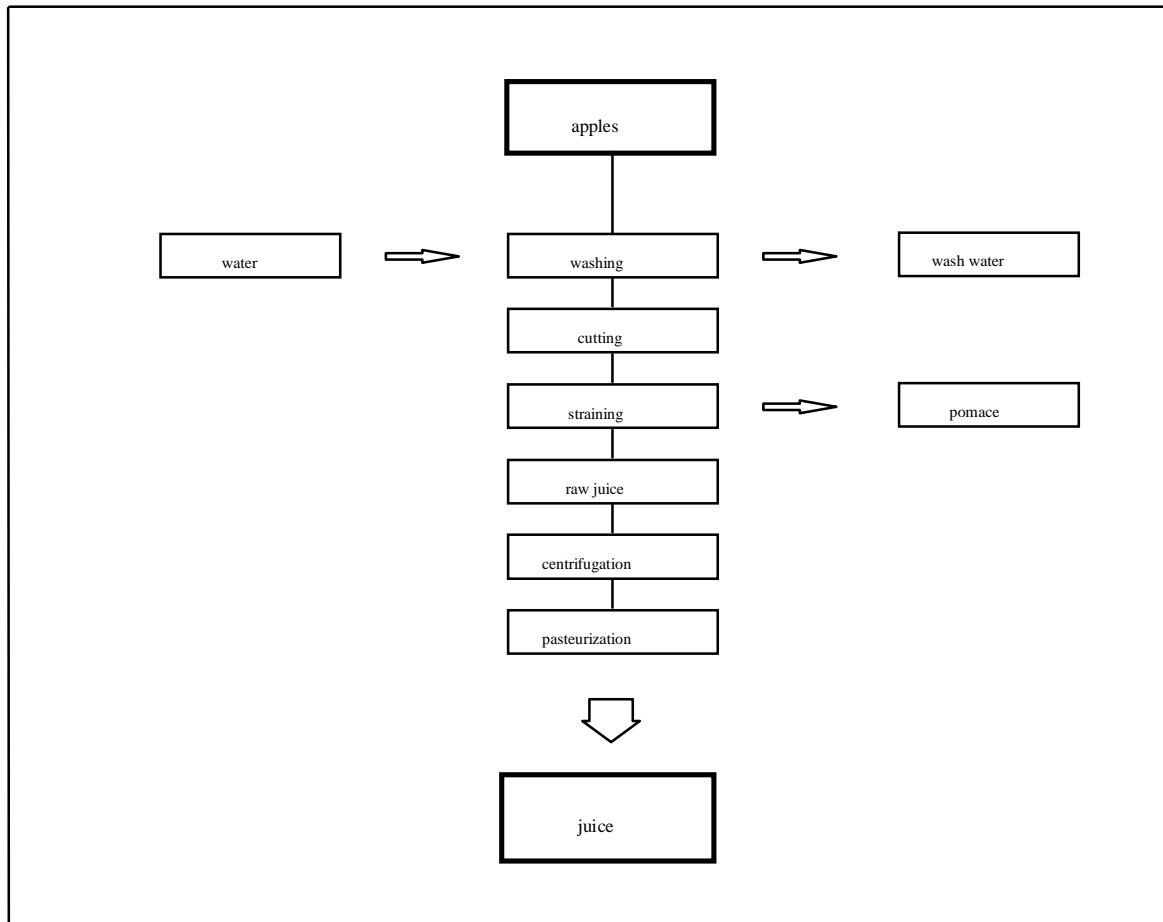 apples
water
washing
wash water
cutting
straining
pomace
raw juice
centrifugation
pasteurization
juice